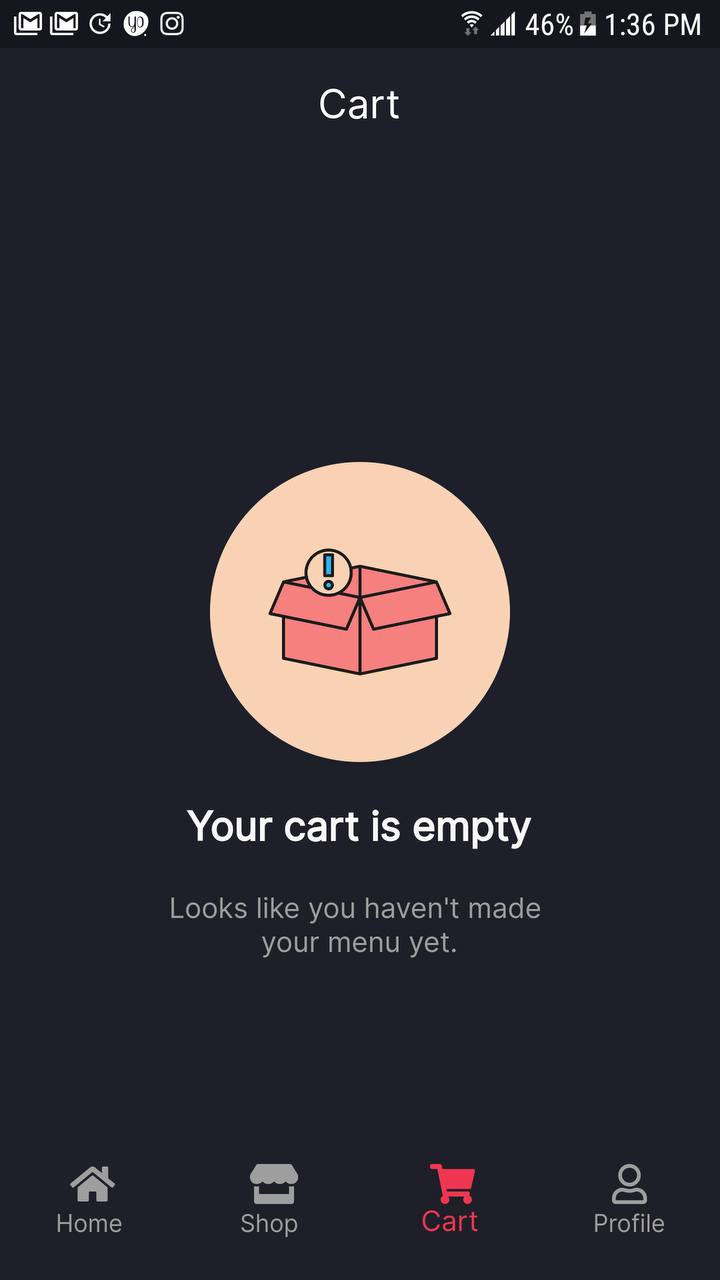 46% 1:36 PM
Cart
Your cart is empty
Looks like you haven't made
your menu yet.
Home Shop Cart Profile